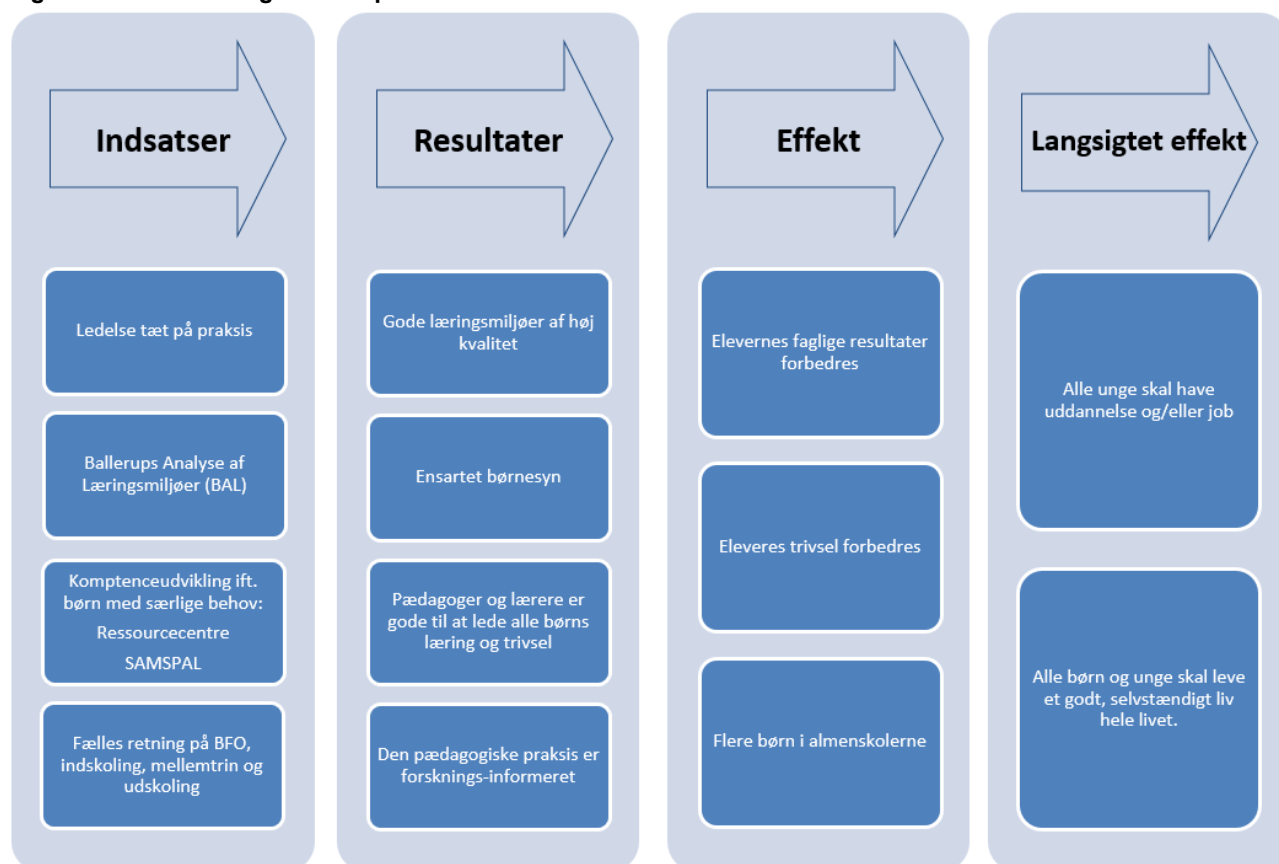 Indsatser
Ledelse tæt på praksis
Ballerups Analyse af
Læringsmiljøer (BAL)
Komptenceudvikling ift.
børn med særlige behov:
Ressourcecentre
SAMSPAL
Fælles retning på BFO,
indskoling, mellemtrin og
udskoling
Resultater
Gode læringsmiljøer af høj
kvalitet
Ensartet børnesyn
Pædagoger og lærere er
gode til at lede alle børns
læring og trivsel
Den pædagogiske praksis er
forsknings-informeret
Effekt
Elevernes faglige resultater
forbedres
Eleveres trivsel forbedres
Flere børn i almenskolerne
Langsigtet effekt
Alle unge skal have
uddannelse og/eller job
Alle børn og unge skal leve
et godt, selvstændigt liv
hele livet.